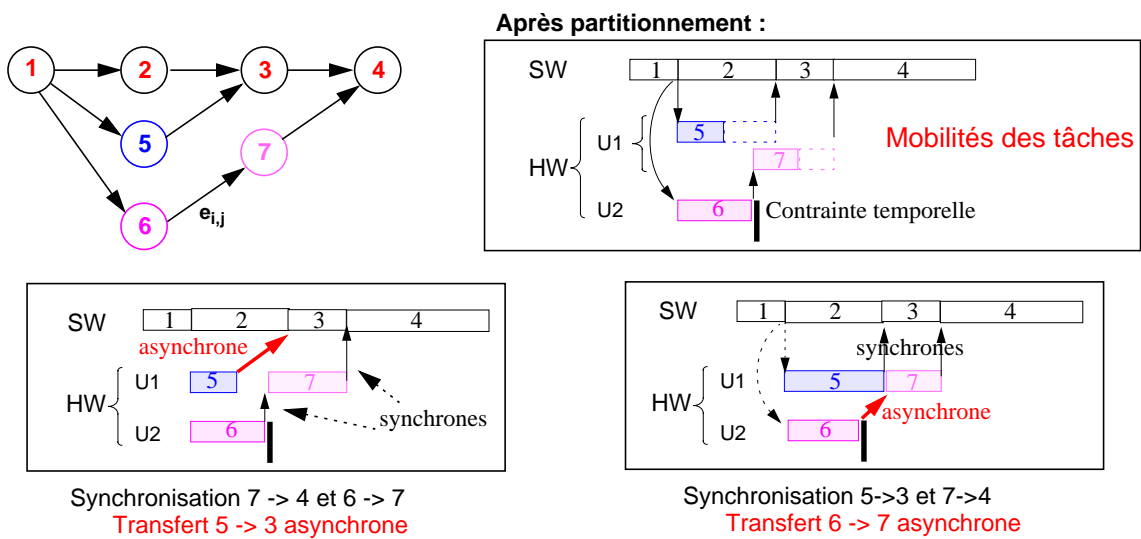 Après partitionnement :
1 2 3 4
5
7
6
e i,j
SW 1 2 3 4
HW
U1 5
7
Mobilités des tâches
U2 6 Contrainte temporelle
SW 1 2 3 4
asynchrone
HW
U1 5 7
synchrones
U2 6
Synchronisation 7 -> 4 et 6 -> 7
Transfert 5 -> 3 asynchrone
SW 1 2 3 4
synchrones
HW
U1 5 7
asynchrone
U2 6
Synchronisation 5->3 et 7->4
Transfert 6 -> 7 asynchrone